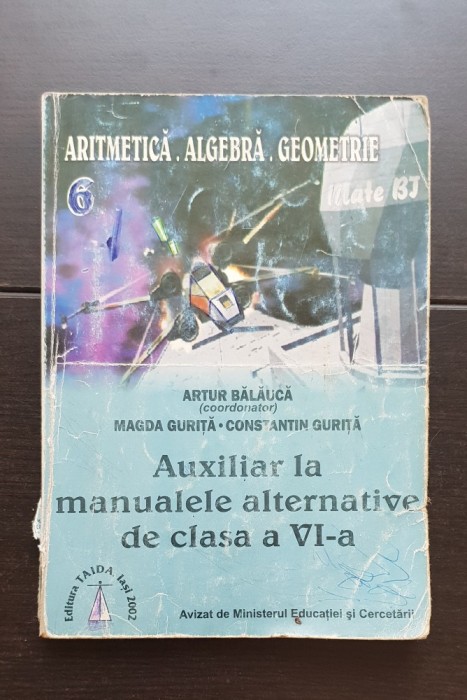 ARITMETICĂ. ALGEBRĂ. GEOMETRIE
6
Mate BJ
ARTUR BĂLĂUCĂ
(coordonator)
MAGDA GURIȚĂ • CONSTANTIN GURIȚĂ
Auxiliar la
manualele alternative
de clasa a VI-a
Editura TAIDA, Iași 2002
Avizat de Ministerul Educației și Cercetării